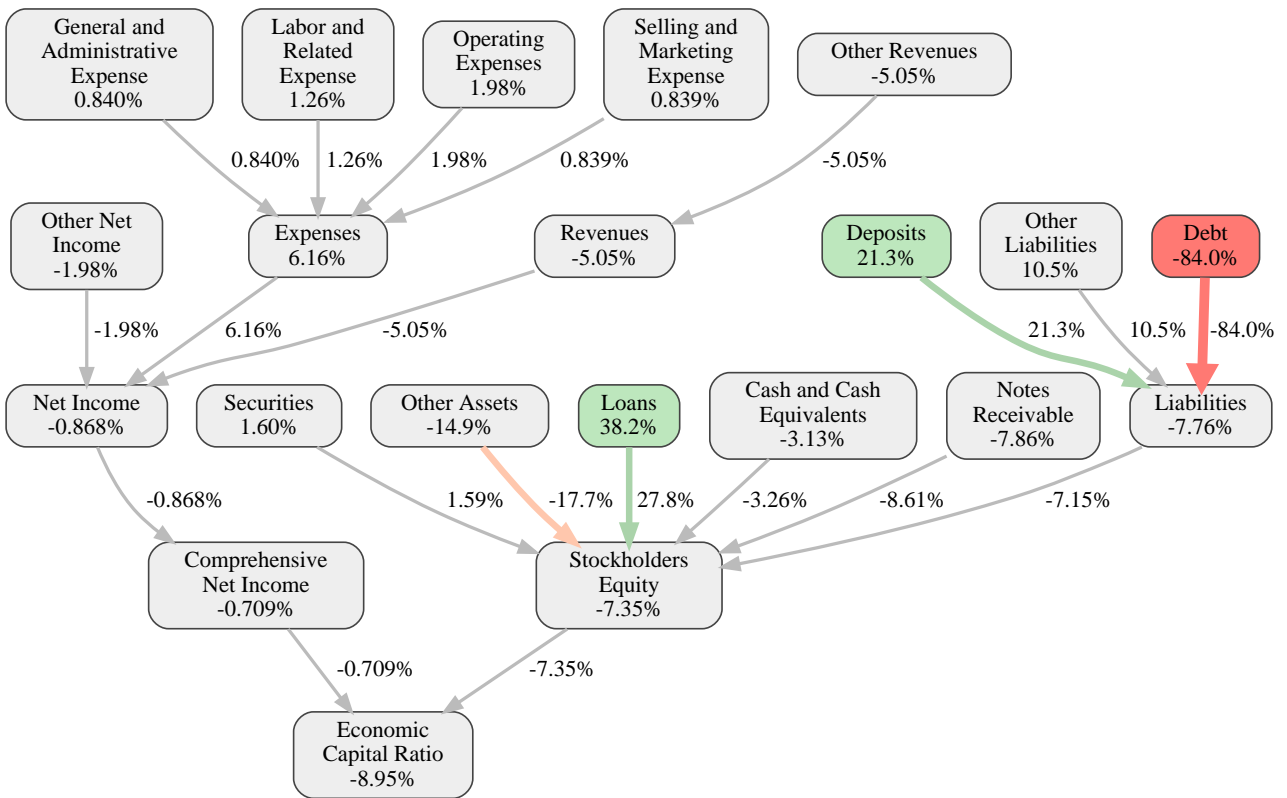 General and
Administrative
Expense
0.840%
Labor and
Related
Expense
1.26%
Operating
Expenses
1.98%
Selling and
Marketing
Expense
0.839%
Other Revenues
-5.05%
0.840%
1.26%
1.98%
0.839%
-5.05%
Other Net
Income
-1.98%
Expenses
6.16%
Revenues
-5.05%
Deposits
21.3%
Other
Liabilities
10.5%
Debt
-84.0%
-1.98%
6.16%
-5.05%
21.3%
10.5%
-84.0%
Net Income
-0.868%
Securities
1.60%
Other Assets
-14.9%
Loans
38.2%
Cash and Cash
Equivalents
-3.13%
Notes
Receivable
-7.86%
Liabilities
-7.76%
-0.868%
1.59%
-17.7%
27.8%
-3.26%
-8.61%
-7.15%
Comprehensive
Net Income
-0.709%
Stockholders
Equity
-7.35%
-0.709%
-7.35%
Economic
Capital Ratio
-8.95%